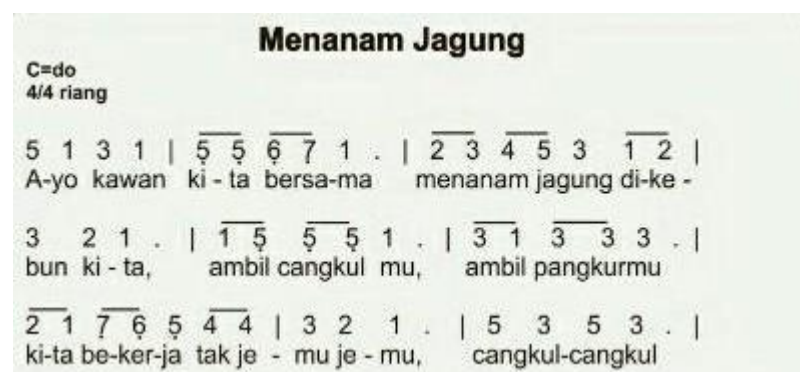 Menanam Jagung
C=do
4/4 riang
5̣ 1 3 1 | 5̣ 5̣ 6̣ 7̣ 1 . | 2 3 4 5 3 1 2 |
A-yo kawan ki - ta bersa-ma menanam jagung di-ke -
3 2 1 . | 1 5̣ 5̣ 5̣ 1 . | 3 1 3 3 3 . |
bun ki - ta, ambil cangkul mu, ambil pangkurmu
2 1 7̣ 6̣ 5̣ 4 4 | 3 2 1 . | 5 3 5 3 . |
ki-ta be-ker-ja tak je - mu je - mu, cangkul-cangkul